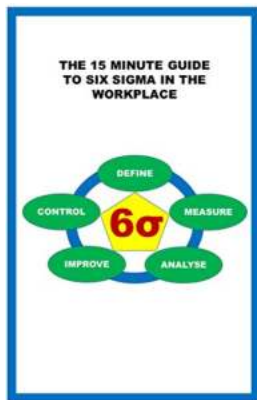 THE 15 MINUTE GUIDE
TO SIX SIGMA IN THE
WORKPLACE
DEFINE
CONTROL
6σ
MEASURE
IMPROVE
ANALYSE